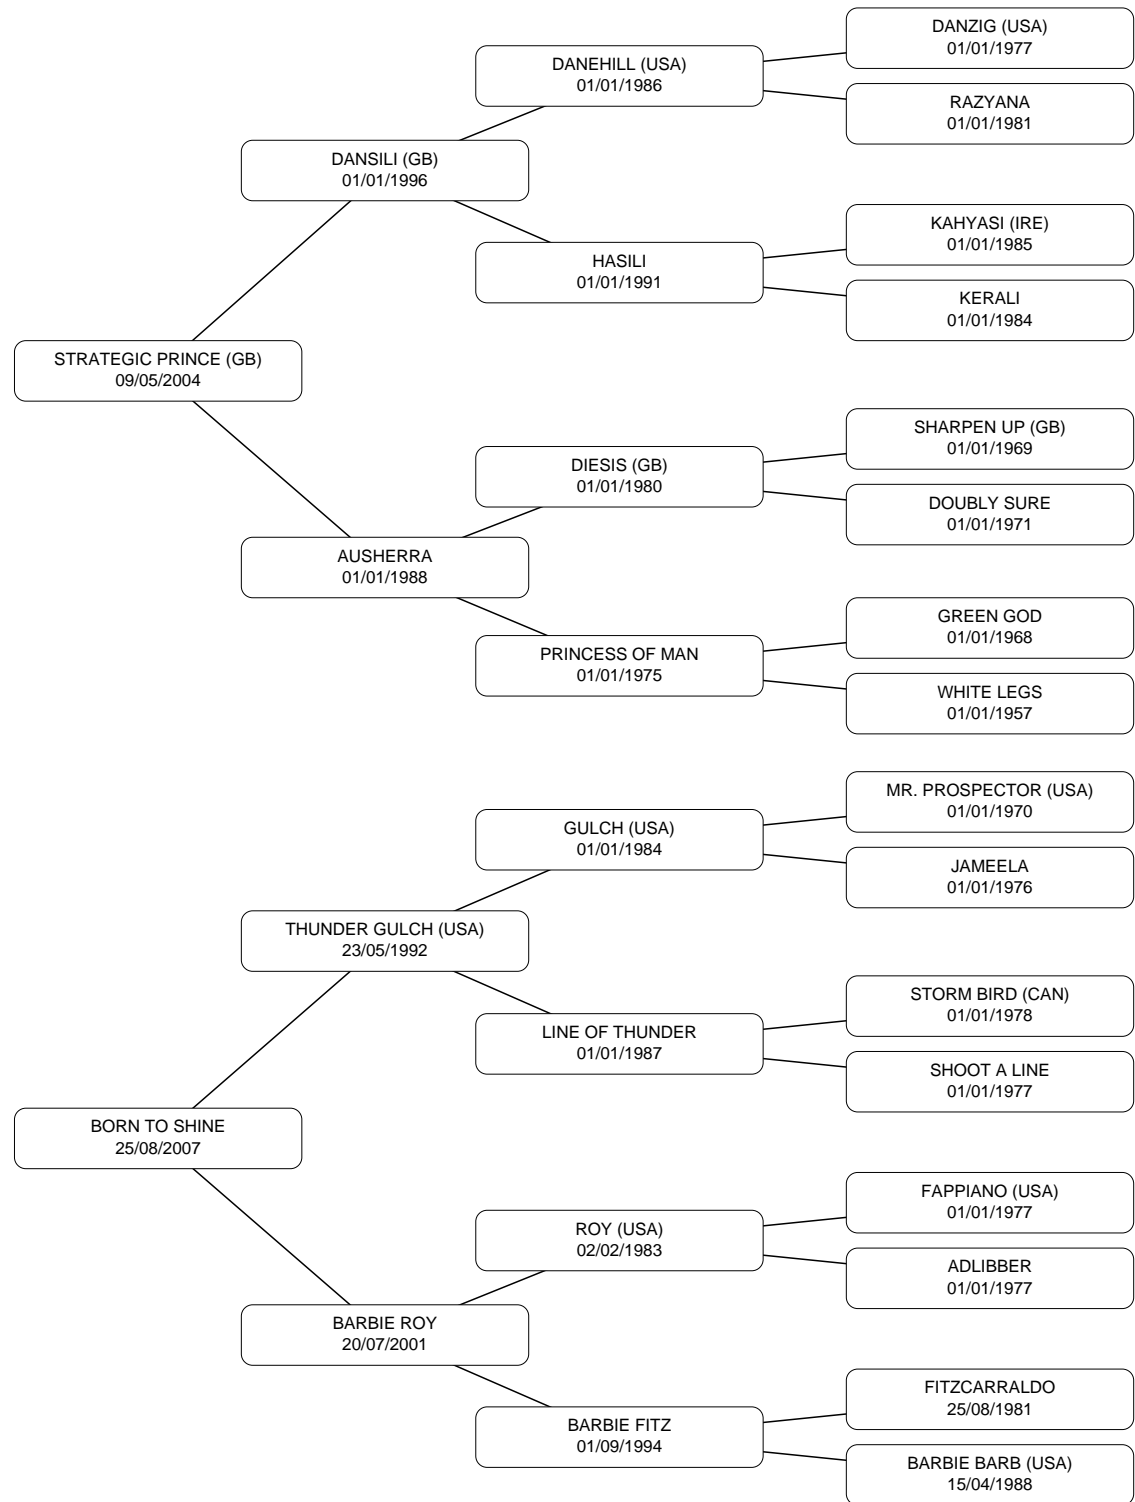 DANZIG (USA)
01/01/1977
DANEHILL (USA)
01/01/1986
RAZYANA
01/01/1981
DANSILI (GB)
01/01/1996
KAHYASI (IRE)
01/01/1985
HASILI
01/01/1991
KERALI
01/01/1984
STRATEGIC PRINCE (GB)
09/05/2004
SHARPEN UP (GB)
01/01/1969
DIESIS (GB)
01/01/1980
DOUBLY SURE
01/01/1971
AUSHERRA
01/01/1988
GREEN GOD
01/01/1968
PRINCESS OF MAN
01/01/1975
WHITE LEGS
01/01/1957
MR. PROSPECTOR (USA)
01/01/1970
GULCH (USA)
01/01/1984
JAMEELA
01/01/1976
THUNDER GULCH (USA)
23/05/1992
STORM BIRD (CAN)
01/01/1978
LINE OF THUNDER
01/01/1987
SHOOT A LINE
01/01/1977
BORN TO SHINE
25/08/2007
FAPPIANO (USA)
01/01/1977
ROY (USA)
02/02/1983
ADLIBBER
01/01/1977
BARBIE ROY
20/07/2001
FITZCARRALDO
25/08/1981
BARBIE FITZ
01/09/1994
BARBIE BARB (USA)
15/04/1988